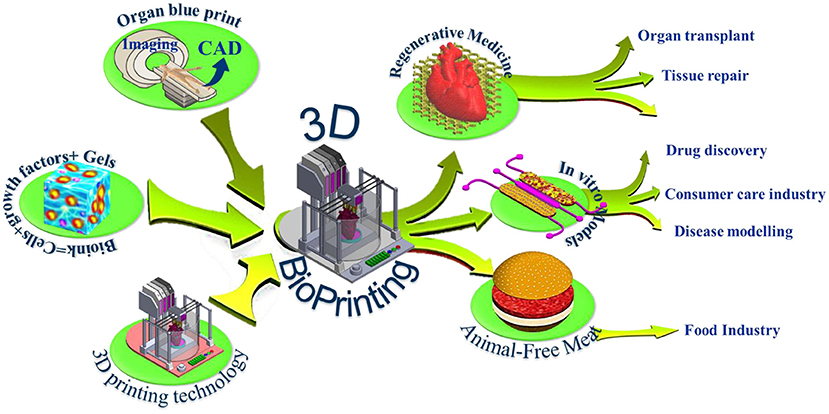 Organ blue print
Imaging
CAD
Bioink=Cells+growth factors+ Gels
3D printing technology
3D
BioPrinting
Regenerative Medicine
Organ transplant
Tissue repair
In vitro Models
Drug discovery
Consumer care industry
Disease modelling
Animal-Free Meat
Food Industry